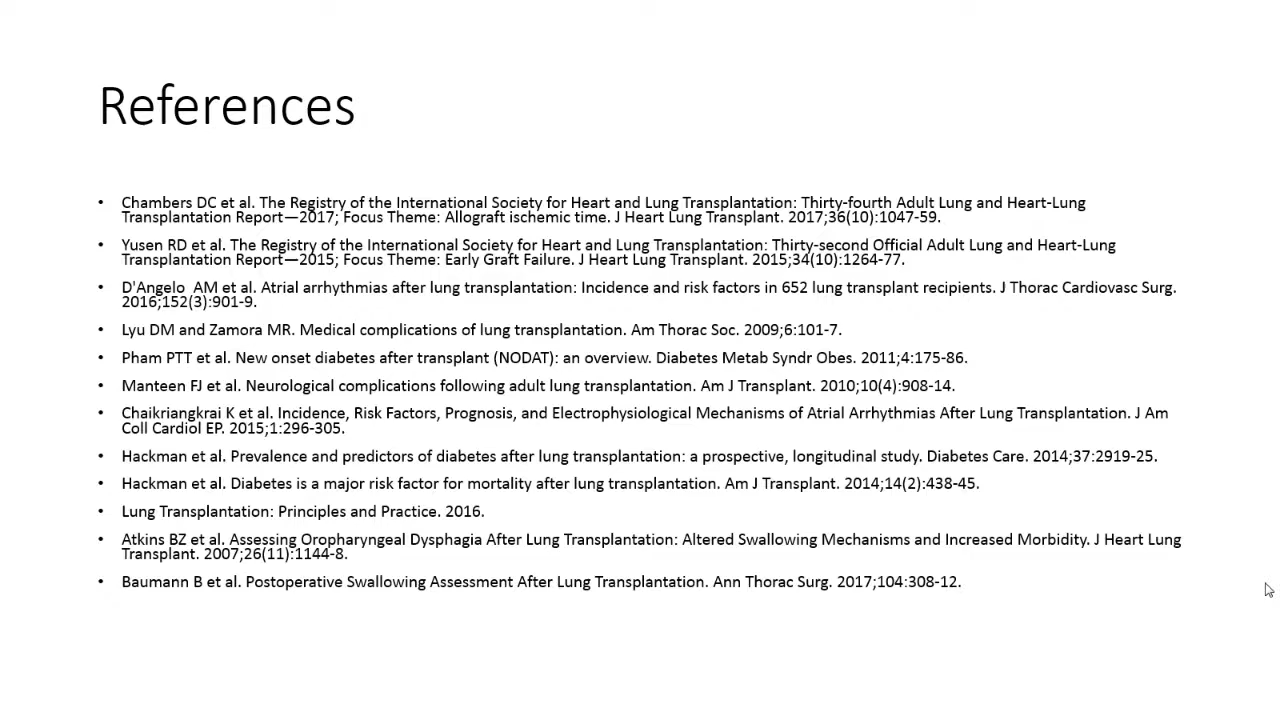 References
• Chambers DC et al. The Registry of the International Society for Heart and Lung Transplantation: Thirty-fourth Adult Lung and Heart-Lung
Transplantation Report—2017; Focus Theme: Allograft ischemic time. J Heart Lung Transplant. 2017;36(10):1047-59.
• Yusen RD et al. The Registry of the International Society for Heart and Lung Transplantation: Thirty-second Official Adult Lung and Heart-Lung
Transplantation Report—2015; Focus Theme: Early Graft Failure. J Heart Lung Transplant. 2015;34(10):1264-77.
• D'Angelo  AM et al. Atrial arrhythmias after lung transplantation: Incidence and risk factors in 652 lung transplant recipients. J Thorac Cardiovasc Surg.
2016;152(3):901-9.
• Lyu DM and Zamora MR. Medical complications of lung transplantation. Am Thorac Soc. 2009;6:101-7.
• Pham PTT et al. New onset diabetes after transplant (NODAT): an overview. Diabetes Metab Syndr Obes. 2011;4:175-86.
• Manteen FJ et al. Neurological complications following adult lung transplantation. Am J Transplant. 2010;10(4):908-14.
• Chaikriangkrai K et al. Incidence, Risk Factors, Prognosis, and Electrophysiological Mechanisms of Atrial Arrhythmias After Lung Transplantation. J Am
Coll Cardiol EP. 2015;1:296-305.
• Hackman et al. Prevalence and predictors of diabetes after lung transplantation: a prospective, longitudinal study. Diabetes Care. 2014;37:2919-25.
• Hackman et al. Diabetes is a major risk factor for mortality after lung transplantation. Am J Transplant. 2014;14(2):438-45.
• Lung Transplantation: Principles and Practice. 2016.
• Atkins BZ et al. Assessing Oropharyngeal Dysphagia After Lung Transplantation: Altered Swallowing Mechanisms and Increased Morbidity. J Heart Lung
Transplant. 2007;26(11):1144-8.
• Baumann B et al. Postoperative Swallowing Assessment After Lung Transplantation. Ann Thorac Surg. 2017;104:308-12.